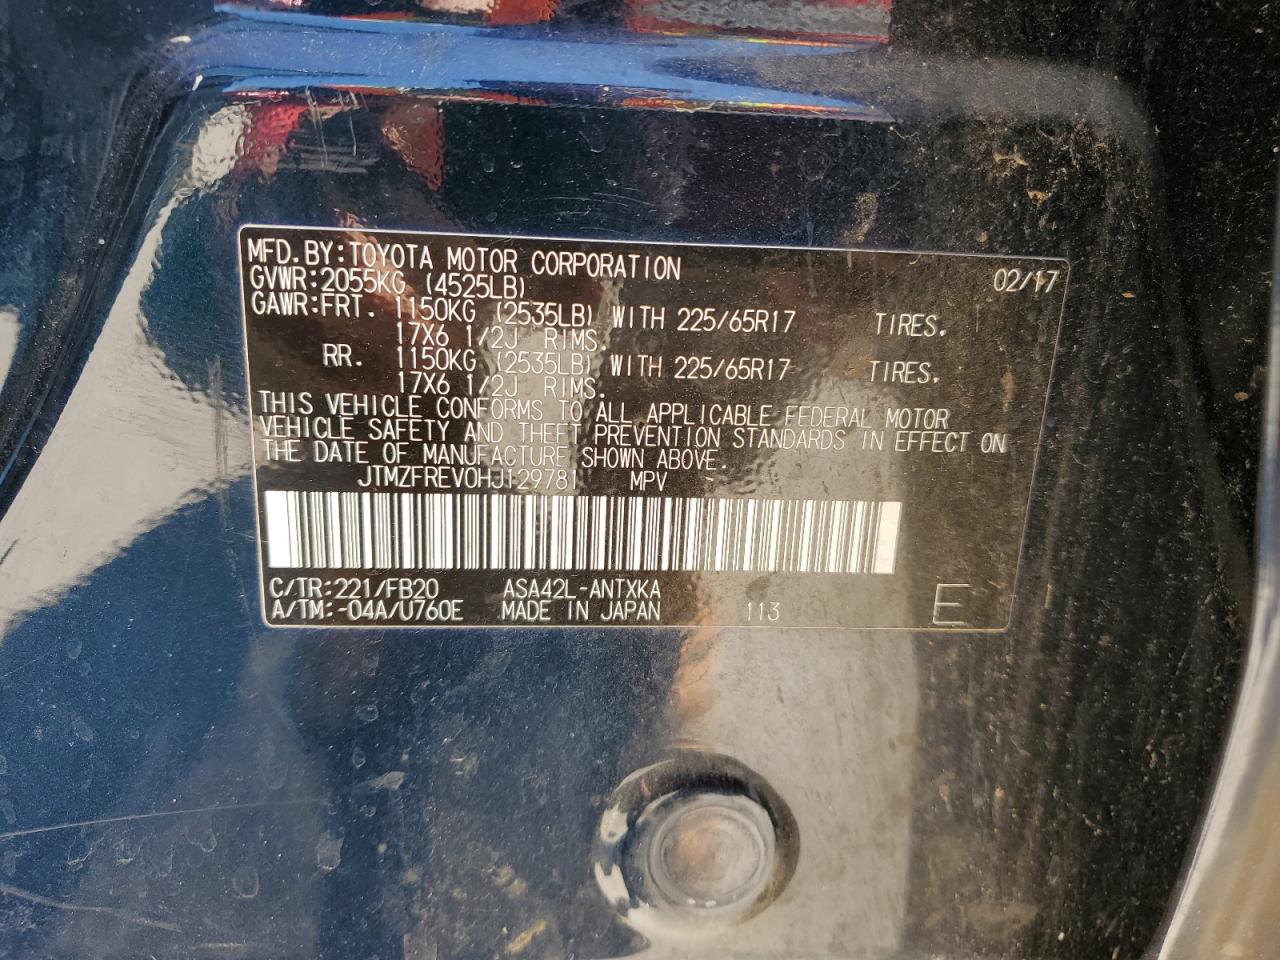 MFD.BY:TOYOTA MOTOR CORPORATION 02/17
GVWR:2055KG (4525LB)
GAWR:FRT. 1150KG (2535LB) WITH 225/65R17 TIRES.
17X6 1/2J RIMS.
RR. 1150KG (2535LB) WITH 225/65R17 TIRES.
17X6 1/2J RIMS.
THIS VEHICLE CONFORMS TO ALL APPLICABLE FEDERAL MOTOR
VEHICLE SAFETY AND THEFT PREVENTION STANDARDS IN EFFECT ON
THE DATE OF MANUFACTURE SHOWN ABOVE.
JTMZFREV0HJ129781 MPV
C/TR:221/FB20 ASA42L-ANTXKA
A/TM:-04A/U760E MADE IN JAPAN 113 E